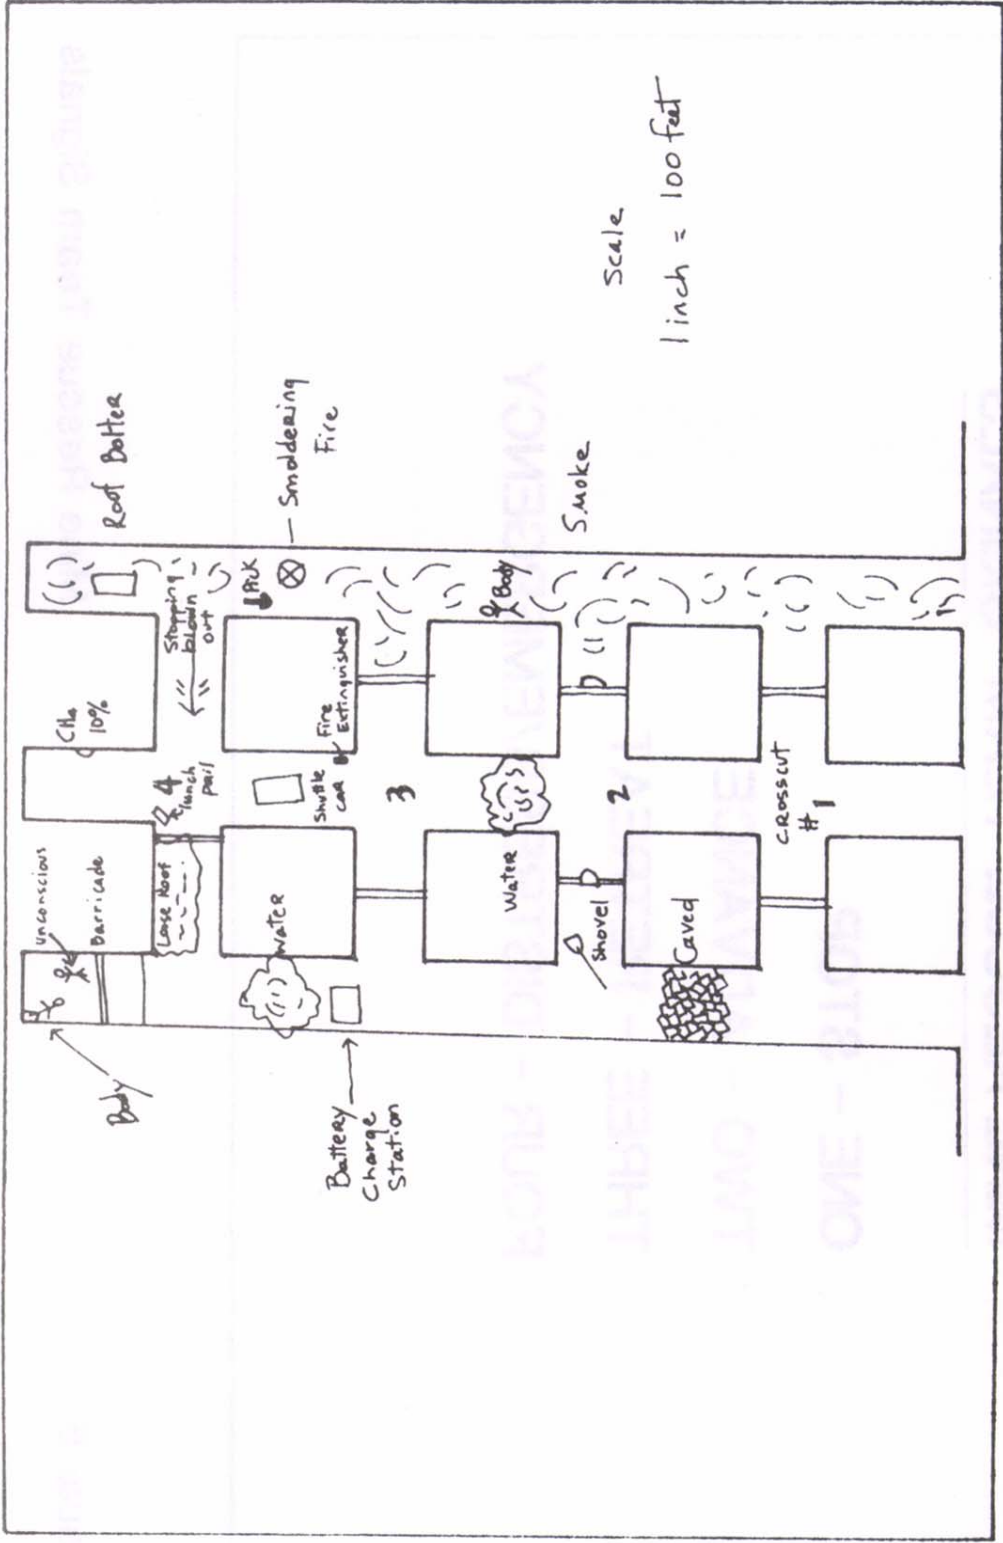 Roof Bolter
unconscious
Barricade
Body
CH4
10%
4
lunch
pail
Loose Roof
Stopping
blown
out
Pick
Smoldering
Fire
Fire
Extinguisher
Shuttle
car
Water
Battery
Charge
Station
3
Body
Smoke
Water
Shovel
2
Caved
Crosscut
# 1
Scale
1 inch = 100 feet